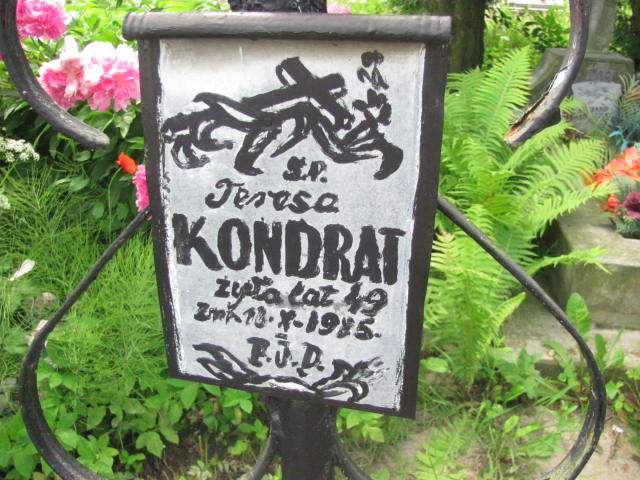 Ś.P.
Teresa
KONDRAT
żyła lat 49
Zm. 18.X.1985.
P.J.D.